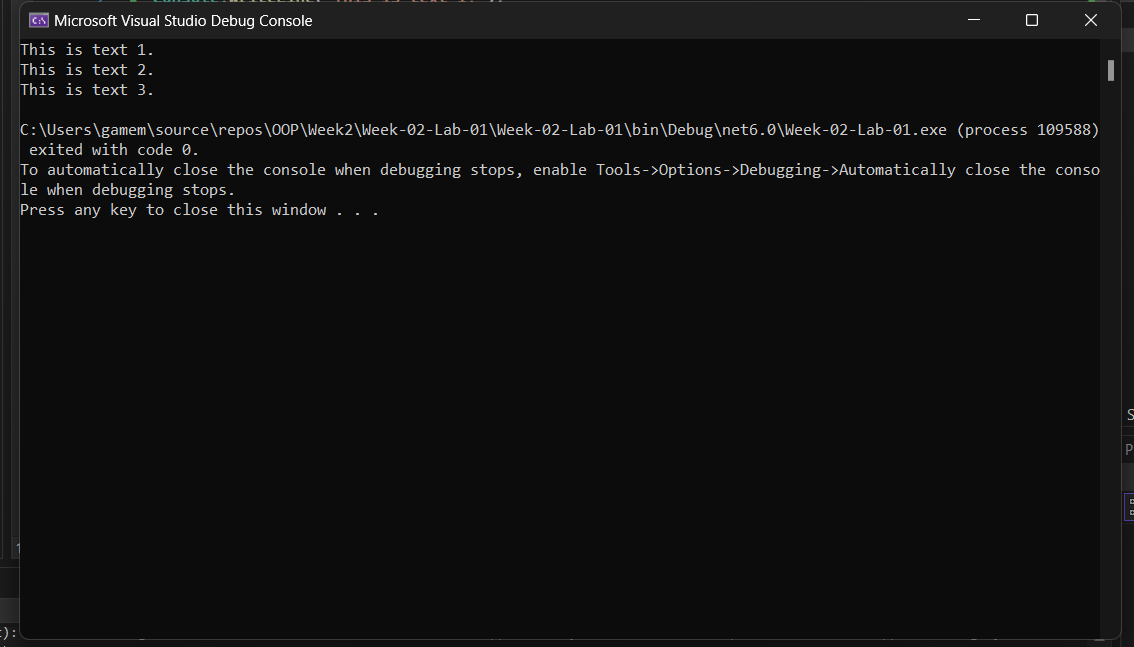 Microsoft Visual Studio Debug Console
This is text 1.
This is text 2.
This is text 3.
C:\Users\gamem\source\repos\OOP\Week2\Week-02-Lab-01\Week-02-Lab-01\bin\Debug\net6.0\Week-02-Lab-01.exe (process 109588)
 exited with code 0.
To automatically close the console when debugging stops, enable Tools->Options->Debugging->Automatically close the conso
le when debugging stops.
Press any key to close this window . . .